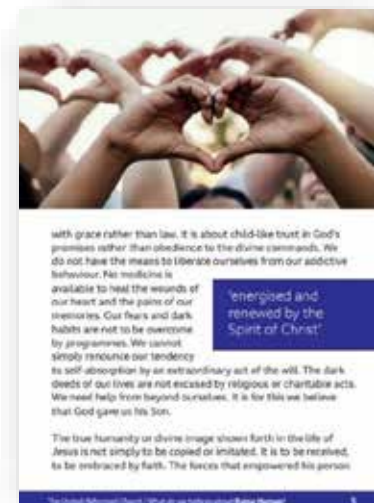 with grace rather than law. It is about child-like trust in God's
promises rather than obedience to the divine commands. We
do not have the means to liberate ourselves from our addictive
behaviour. No medicine is
available to heal the wounds of
our heart and the pains of our
memories. Our fears and dark
habits are not to be overcome
by programmes. We cannot
simply renounce our tendency
to self-absorption by an extraordinary act of the will. The dark
deeds of our lives are not excused by religious or charitable acts.
We need help from beyond ourselves. It is for this we believe
that God gave us his Son.
'energised and
renewed by the
Spirit of Christ'
The true humanity or divine image shown forth in the life of
Jesus is not simply to be copied or imitated. It is to be received,
to be embraced by faith. The forces that empowered his person
The United Reformed Church | What do we believe about Being Human? 5